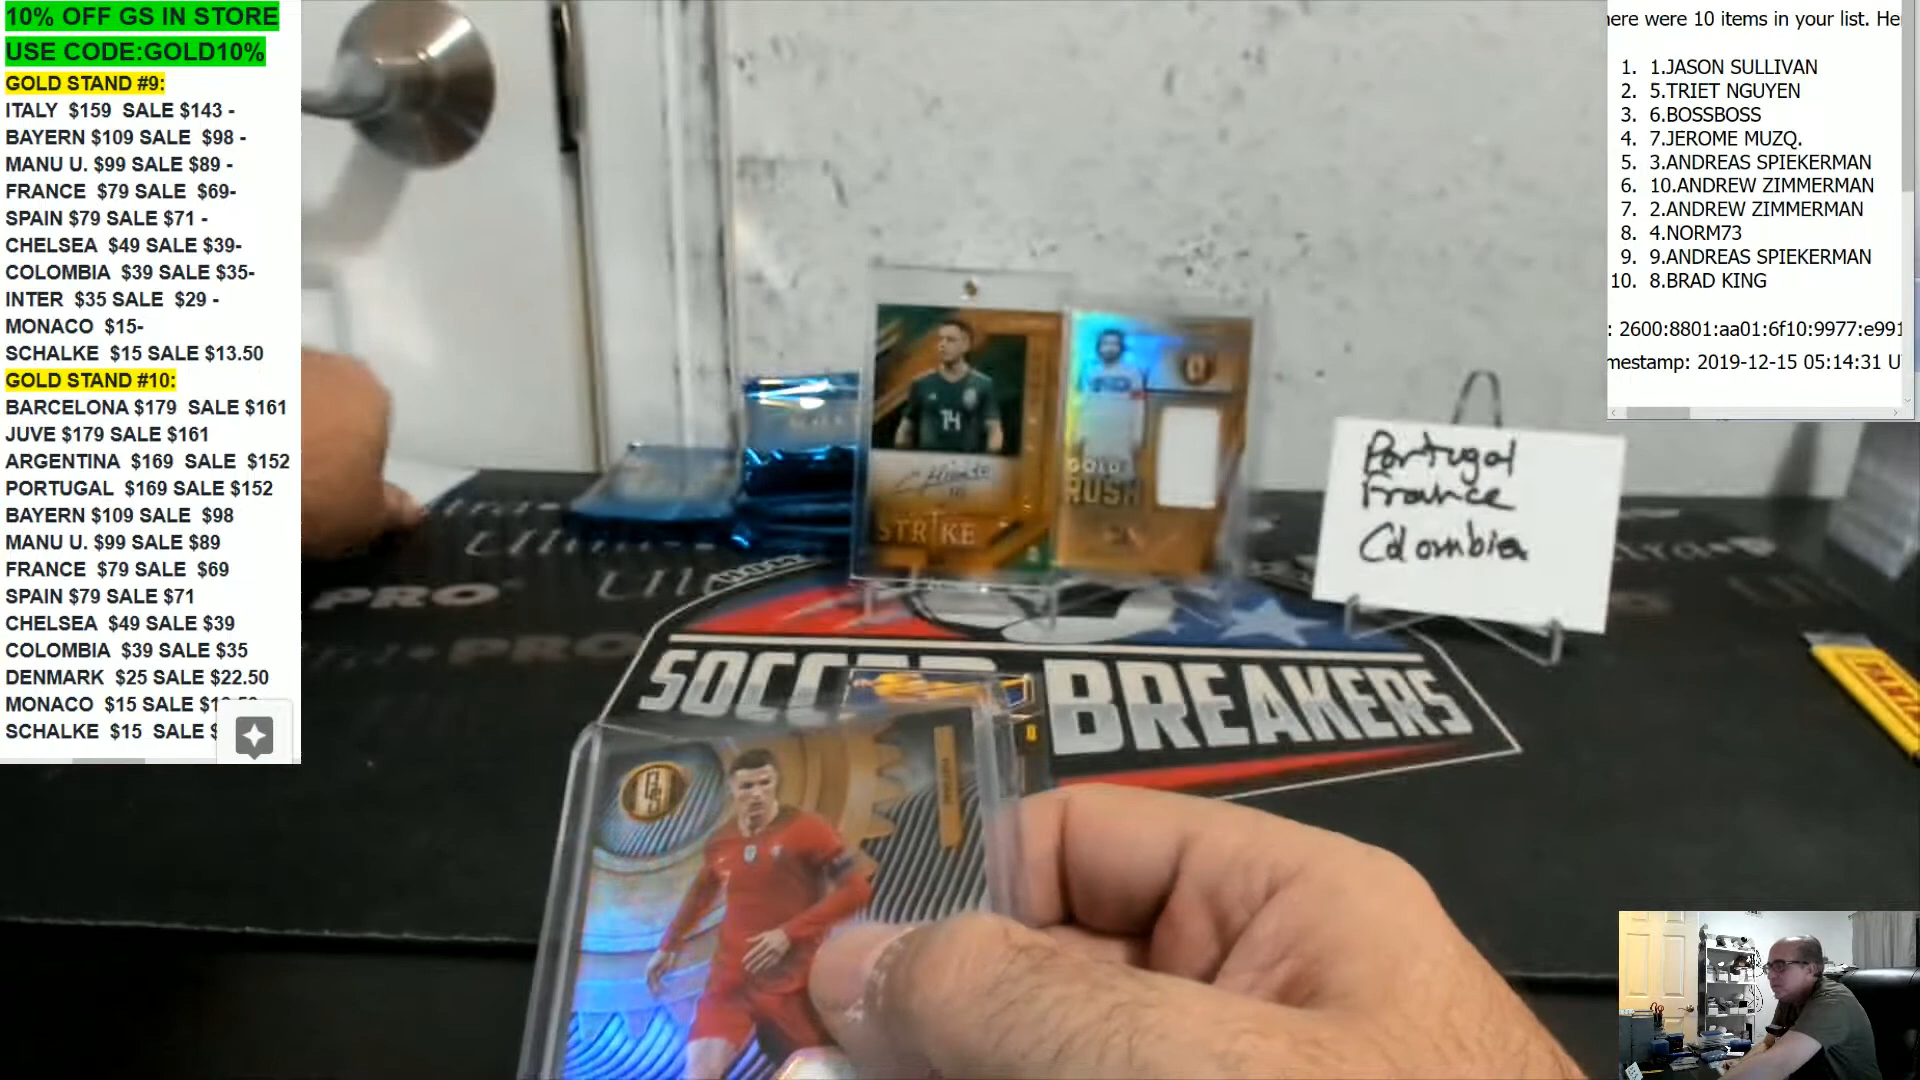 10% OFF GS IN STORE
USE CODE:GOLD10%
GOLD STAND #9:
ITALY $159 SALE $143 -
BAYERN $109 SALE $98 -
MANU U. $99 SALE $89 -
FRANCE $79 SALE $69-
SPAIN $79 SALE $71 -
CHELSEA $49 SALE $39-
COLOMBIA $39 SALE $35-
INTER $35 SALE $29 -
MONACO $15-
SCHALKE $15 SALE $13.50
GOLD STAND #10:
BARCELONA $179 SALE $161
JUVE $179 SALE $161
ARGENTINA $169 SALE $152
PORTUGAL $169 SALE $152
BAYERN $109 SALE $98
MANU U. $99 SALE $89
FRANCE $79 SALE $69
SPAIN $79 SALE $71
CHELSEA $49 SALE $39
COLOMBIA $39 SALE $35
DENMARK $25 SALE $22.50
MONACO $15 SALE
SCHALKE $15 SALE $
ere were 10 items in your list. He
1. 1.JASON SULLIVAN
2. 5.TRIET NGUYEN
3. 6.BOSSBOSS
4. 7.JEROME MUZQ.
5. 3.ANDREAS SPIEKERMAN
6. 10.ANDREW ZIMMERMAN
7. 2.ANDREW ZIMMERMAN
8. 4.NORM73
9. 9.ANDREAS SPIEKERMAN
10. 8.BRAD KING
: 2600:8801:aa01:6f10:9977:e991
mestamp: 2019-12-15 05:14:31 U
14
STRIKE
GOLD
RUSH
Portugal
France
Colombia
PRO
SOCCER BREAKERS